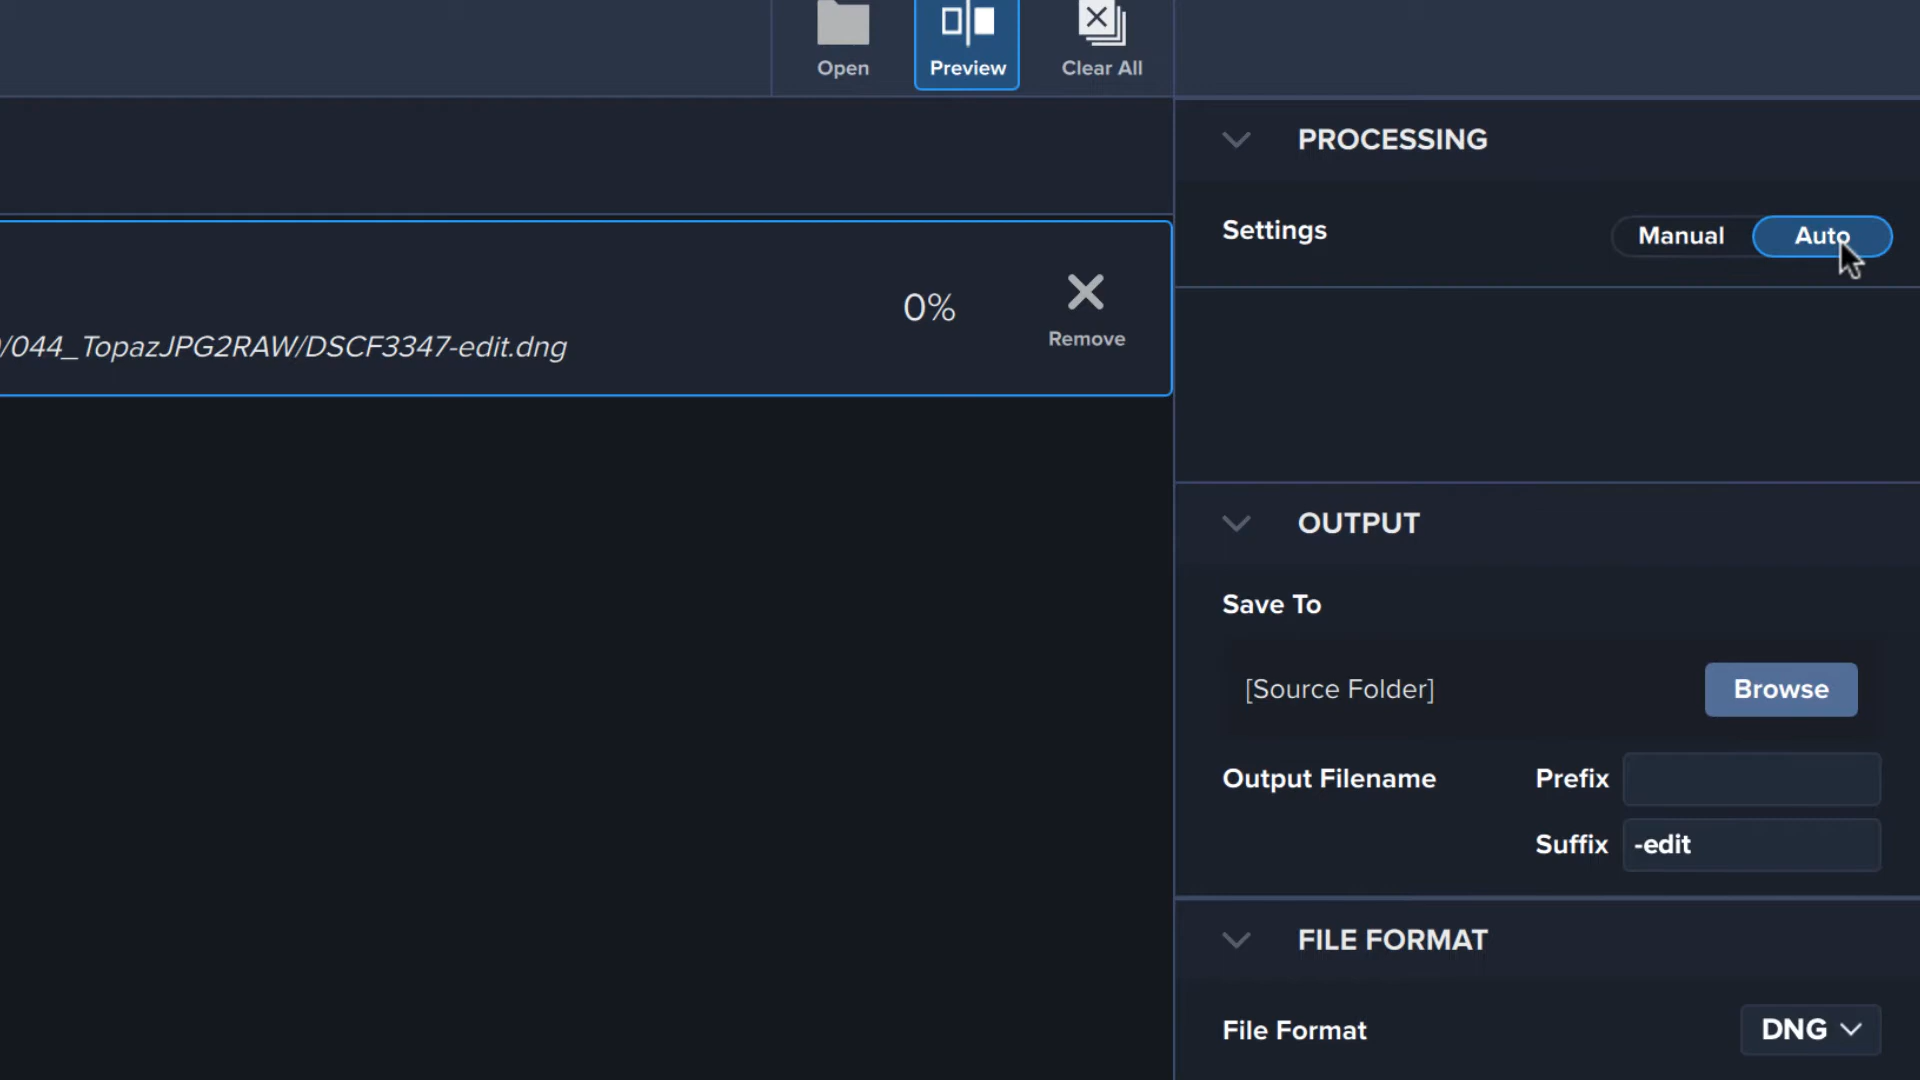 Open
Preview
Clear All
PROCESSING
Settings
Manual
Auto
0%
Remove
/044_TopazJPG2RAW/DSCF3347-edit.dng
OUTPUT
Save To
[Source Folder]
Browse
Output Filename
Prefix
Suffix
-edit
FILE FORMAT
File Format
DNG